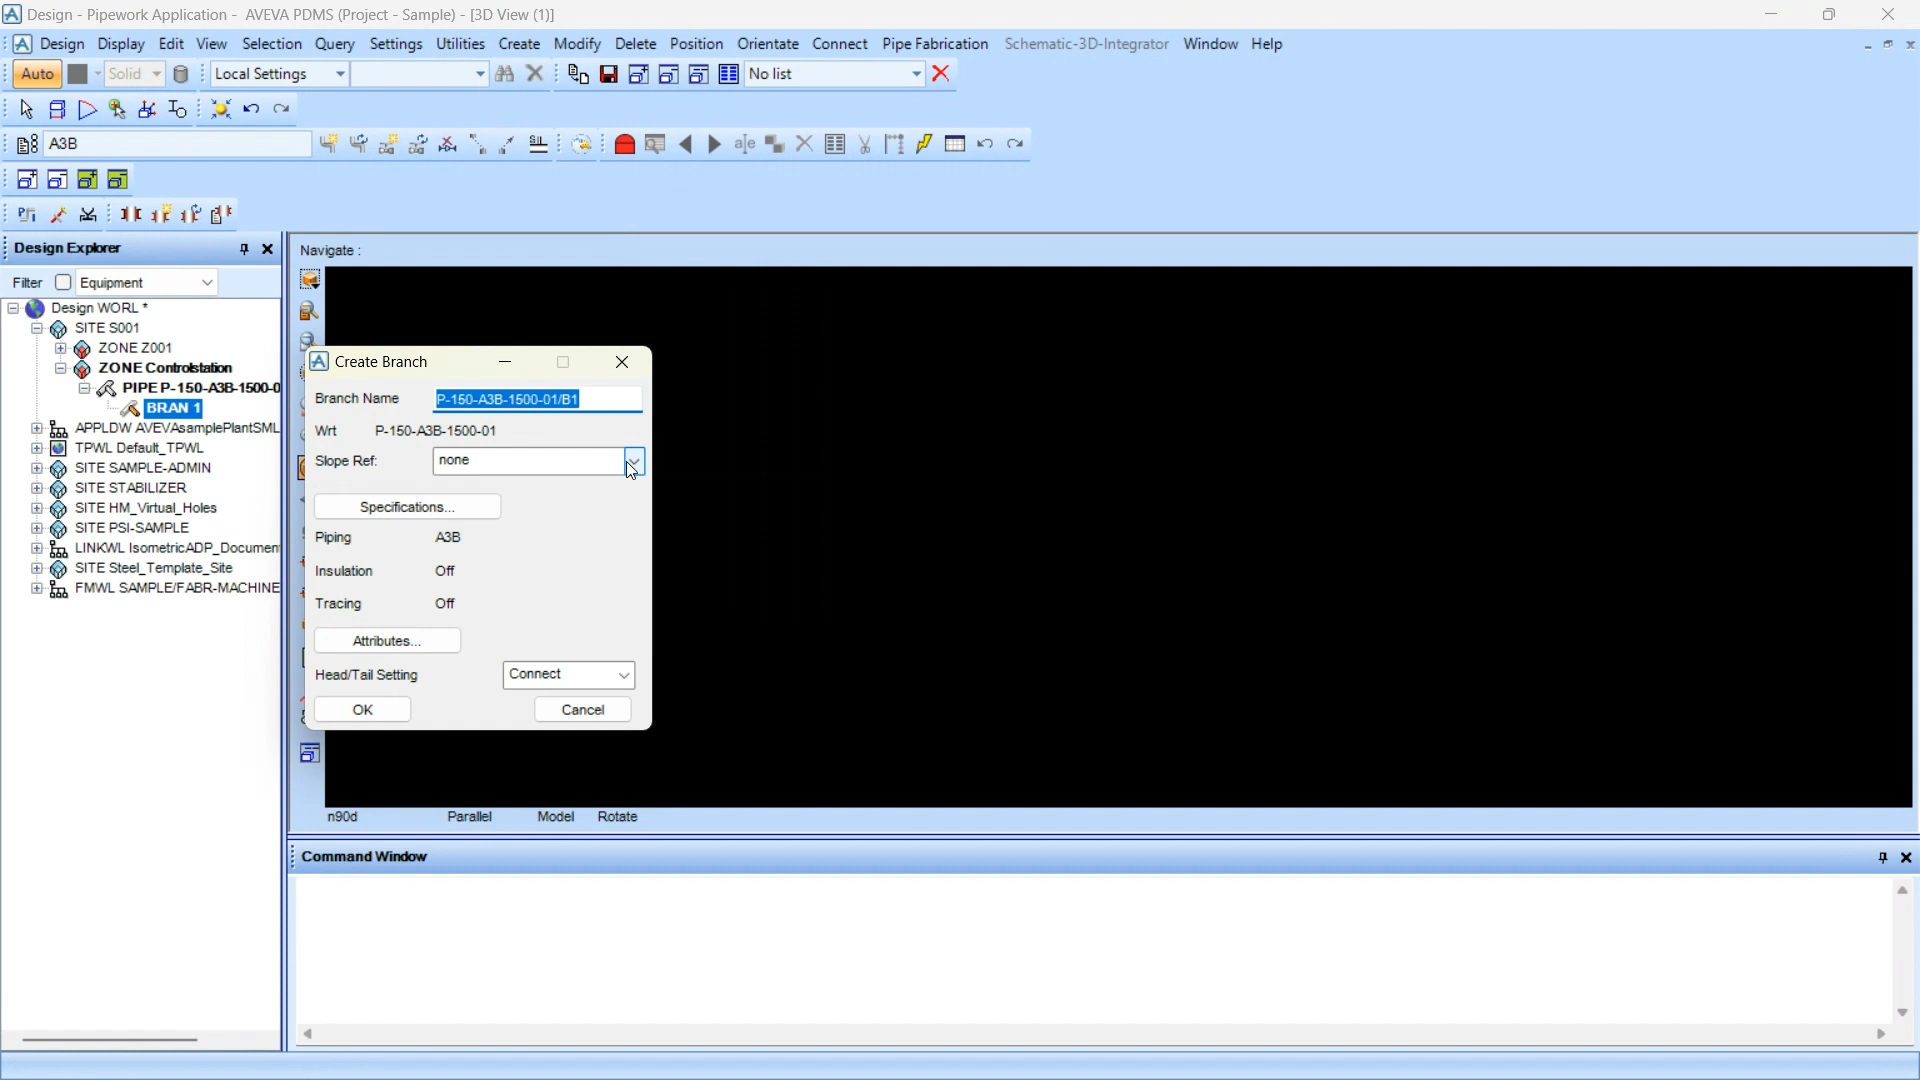 Design - Pipework Application - AVEVA PDMS (Project - Sample) - [3D View (1)]
Design Display Edit View Selection Query Settings Utilities Create Modify Delete Position Orientate Connect Pipe Fabrication Schematic-3D-Integrator Window Help
Auto Solid Local Settings No list
A3B
Design Explorer
Navigate :
Filter Equipment
Design WORL *
SITE S001
ZONE Z001
ZONE Controlstation
PIPE P-150-A3B-1500-0
BRAN 1
APPLDW AVEVAsamplePlantSML
TPWL Default_TPWL
SITE SAMPLE-ADMIN
SITE STABILIZER
SITE HM_Virtual_Holes
SITE PSI-SAMPLE
LINKWL IsometricADP_Document
SITE Steel_Template_Site
FMWL SAMPLE/FABR-MACHINE
Create Branch
Branch Name P-150-A3B-1500-01/B1
Wrt P-150-A3B-1500-01
Slope Ref: none
Specifications...
Piping A3B
Insulation Off
Tracing Off
Attributes...
Head/Tail Setting Connect
OK Cancel
n90d Parallel Model Rotate
Command Window